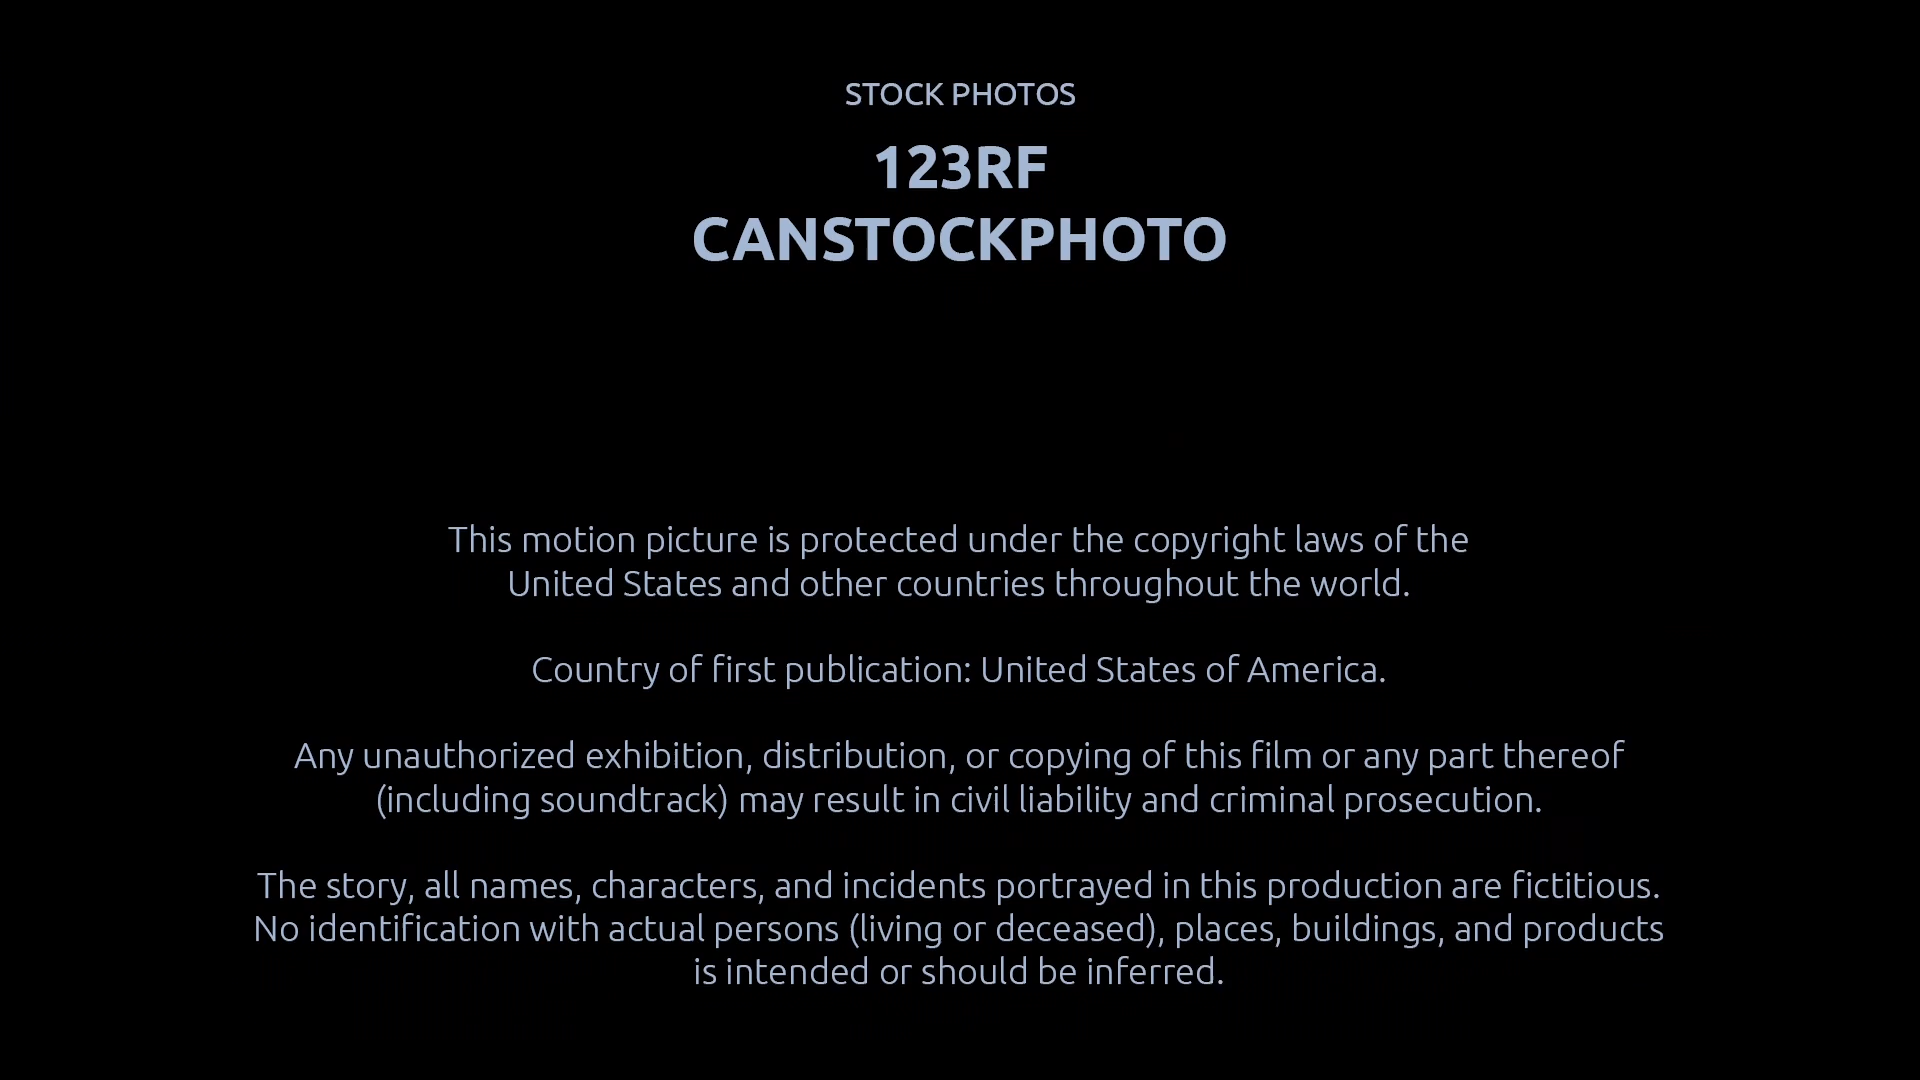 STOCK PHOTOS
123RF
CANSTOCKPHOTO
This motion picture is protected under the copyright laws of the
United States and other countries throughout the world.
Country of first publication: United States of America.
Any unauthorized exhibition, distribution, or copying of this film or any part thereof
(including soundtrack) may result in civil liability and criminal prosecution.
The story, all names, characters, and incidents portrayed in this production are fictitious.
No identification with actual persons (living or deceased), places, buildings, and products
is intended or should be inferred.